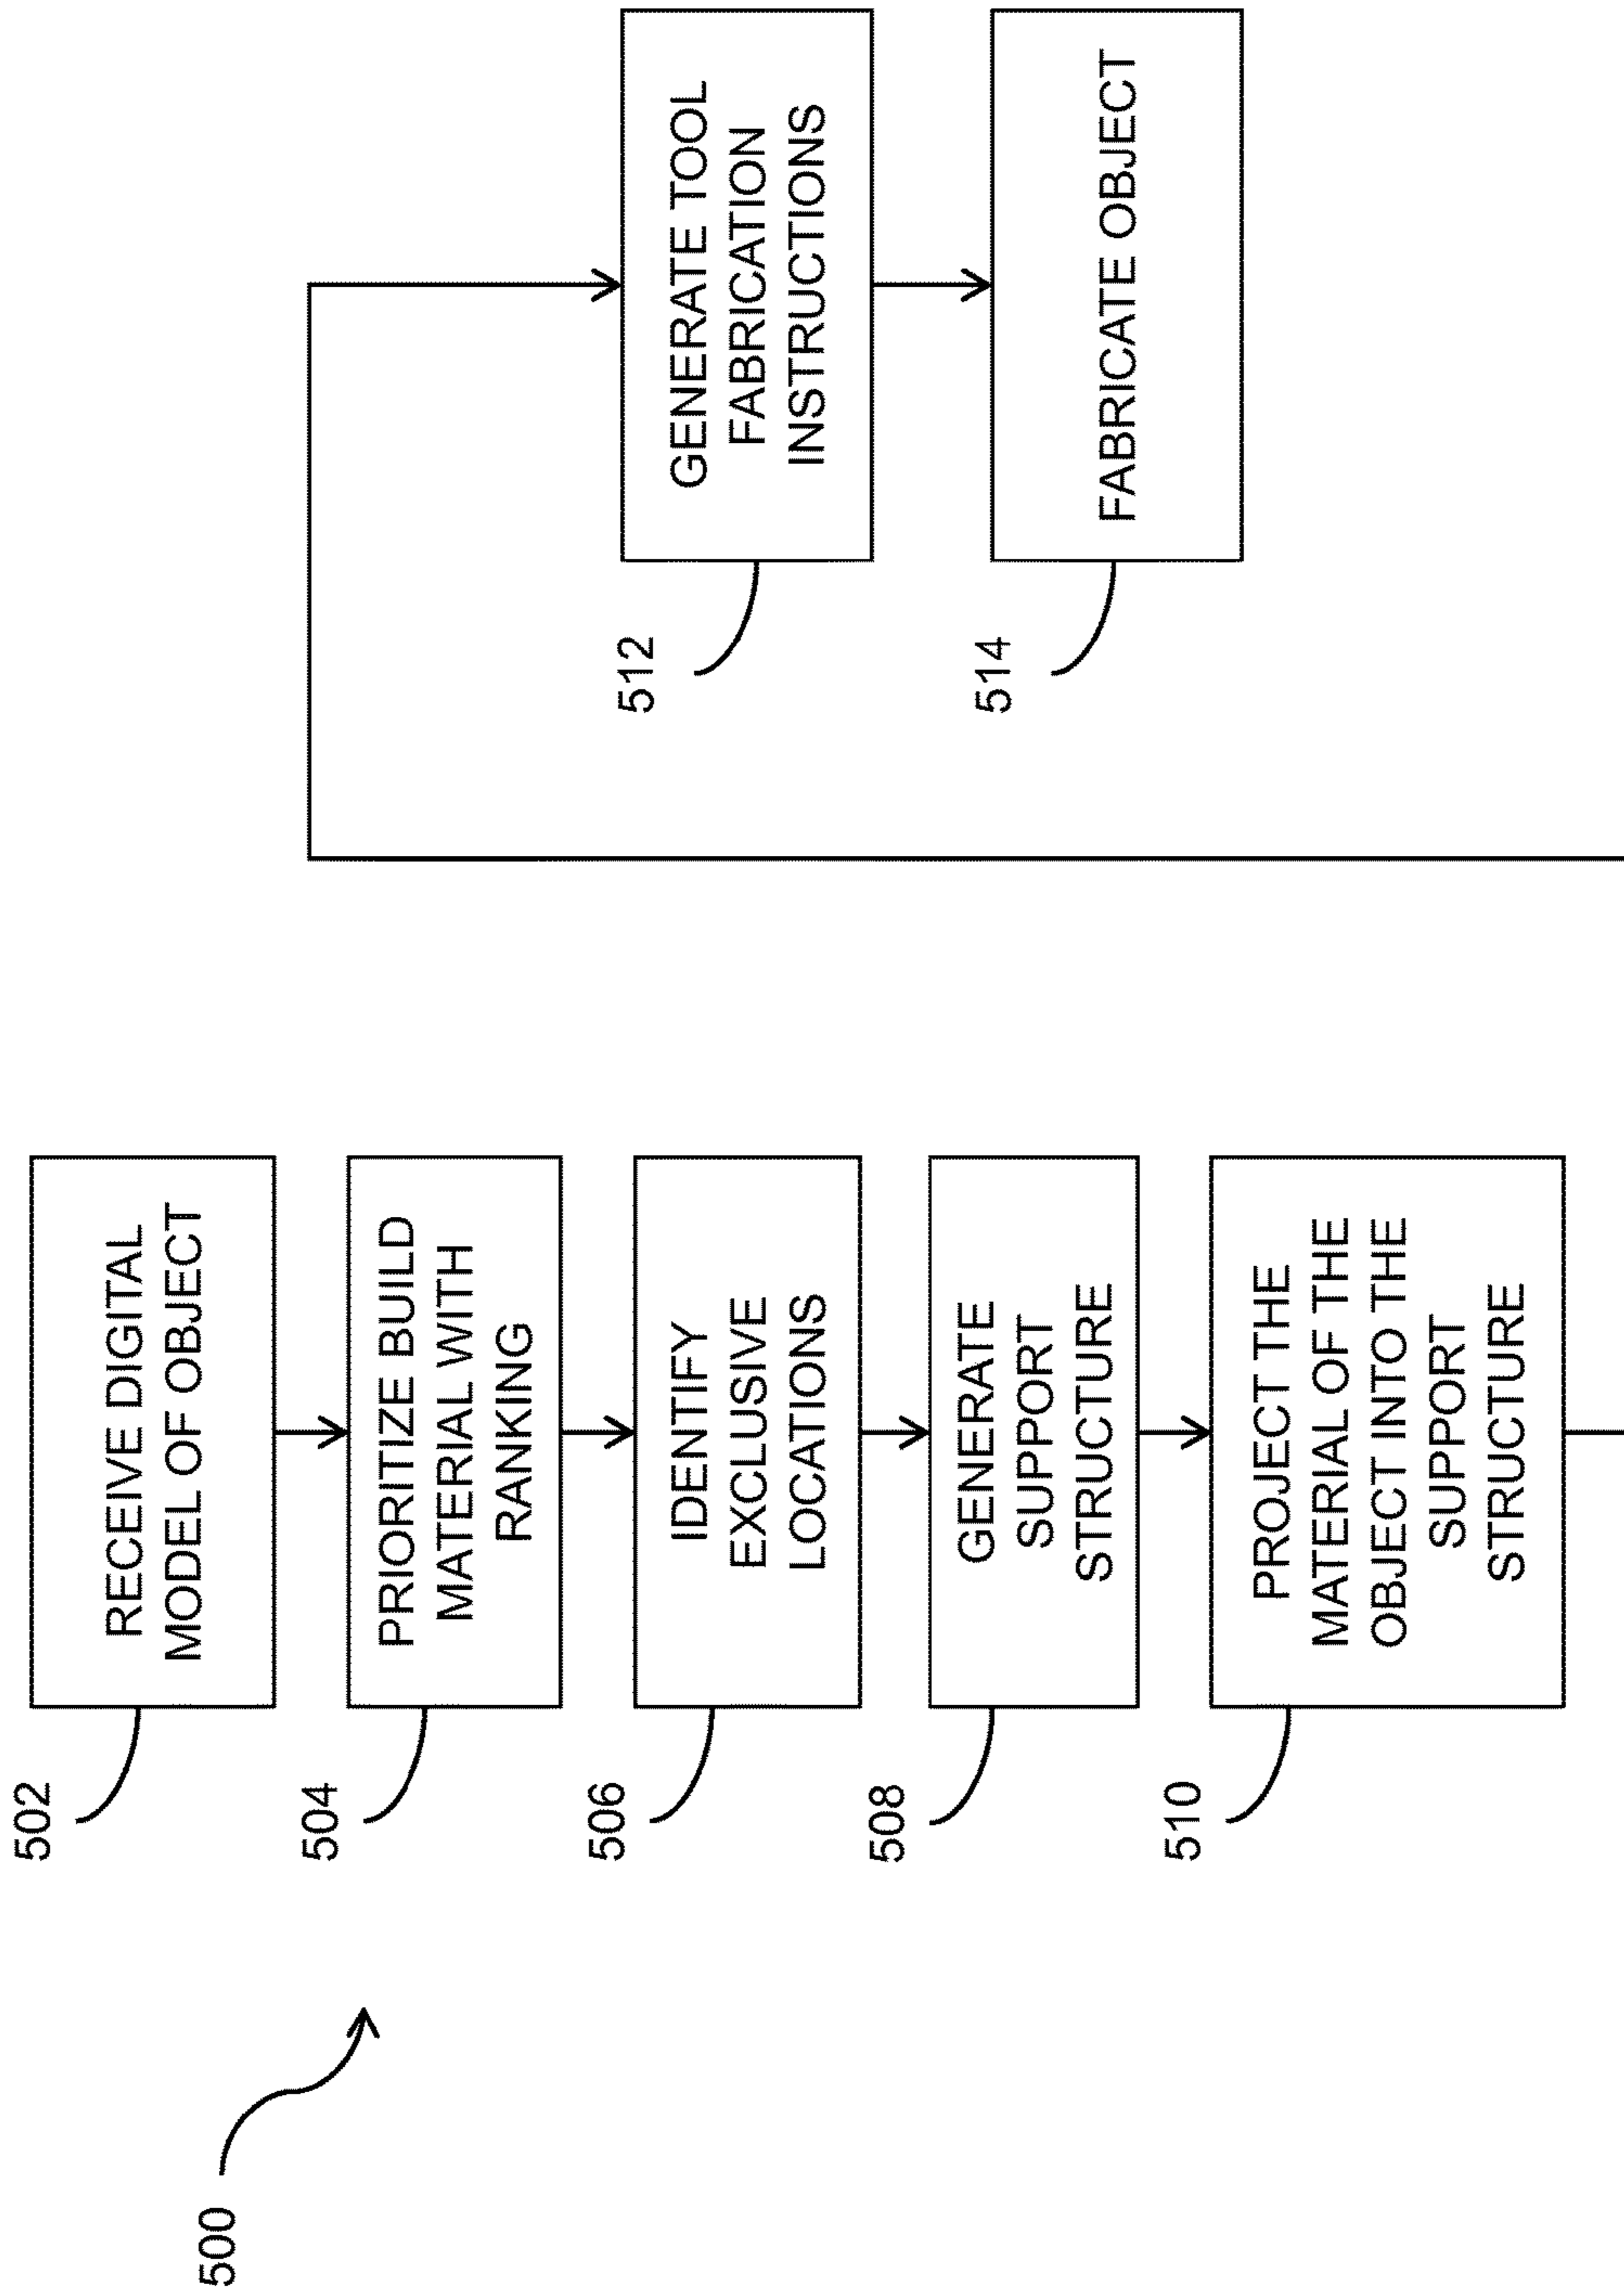 500
502
RECEIVE DIGITAL
MODEL OF OBJECT
504
PRIORITIZE BUILD
MATERIAL WITH
RANKING
506
IDENTIFY
EXCLUSIVE
LOCATIONS
508
GENERATE
SUPPORT
STRUCTURE
510
PROJECT THE
MATERIAL OF THE
OBJECT INTO THE
SUPPORT
STRUCTURE
512
GENERATE TOOL
FABRICATION
INSTRUCTIONS
514
FABRICATE OBJECT